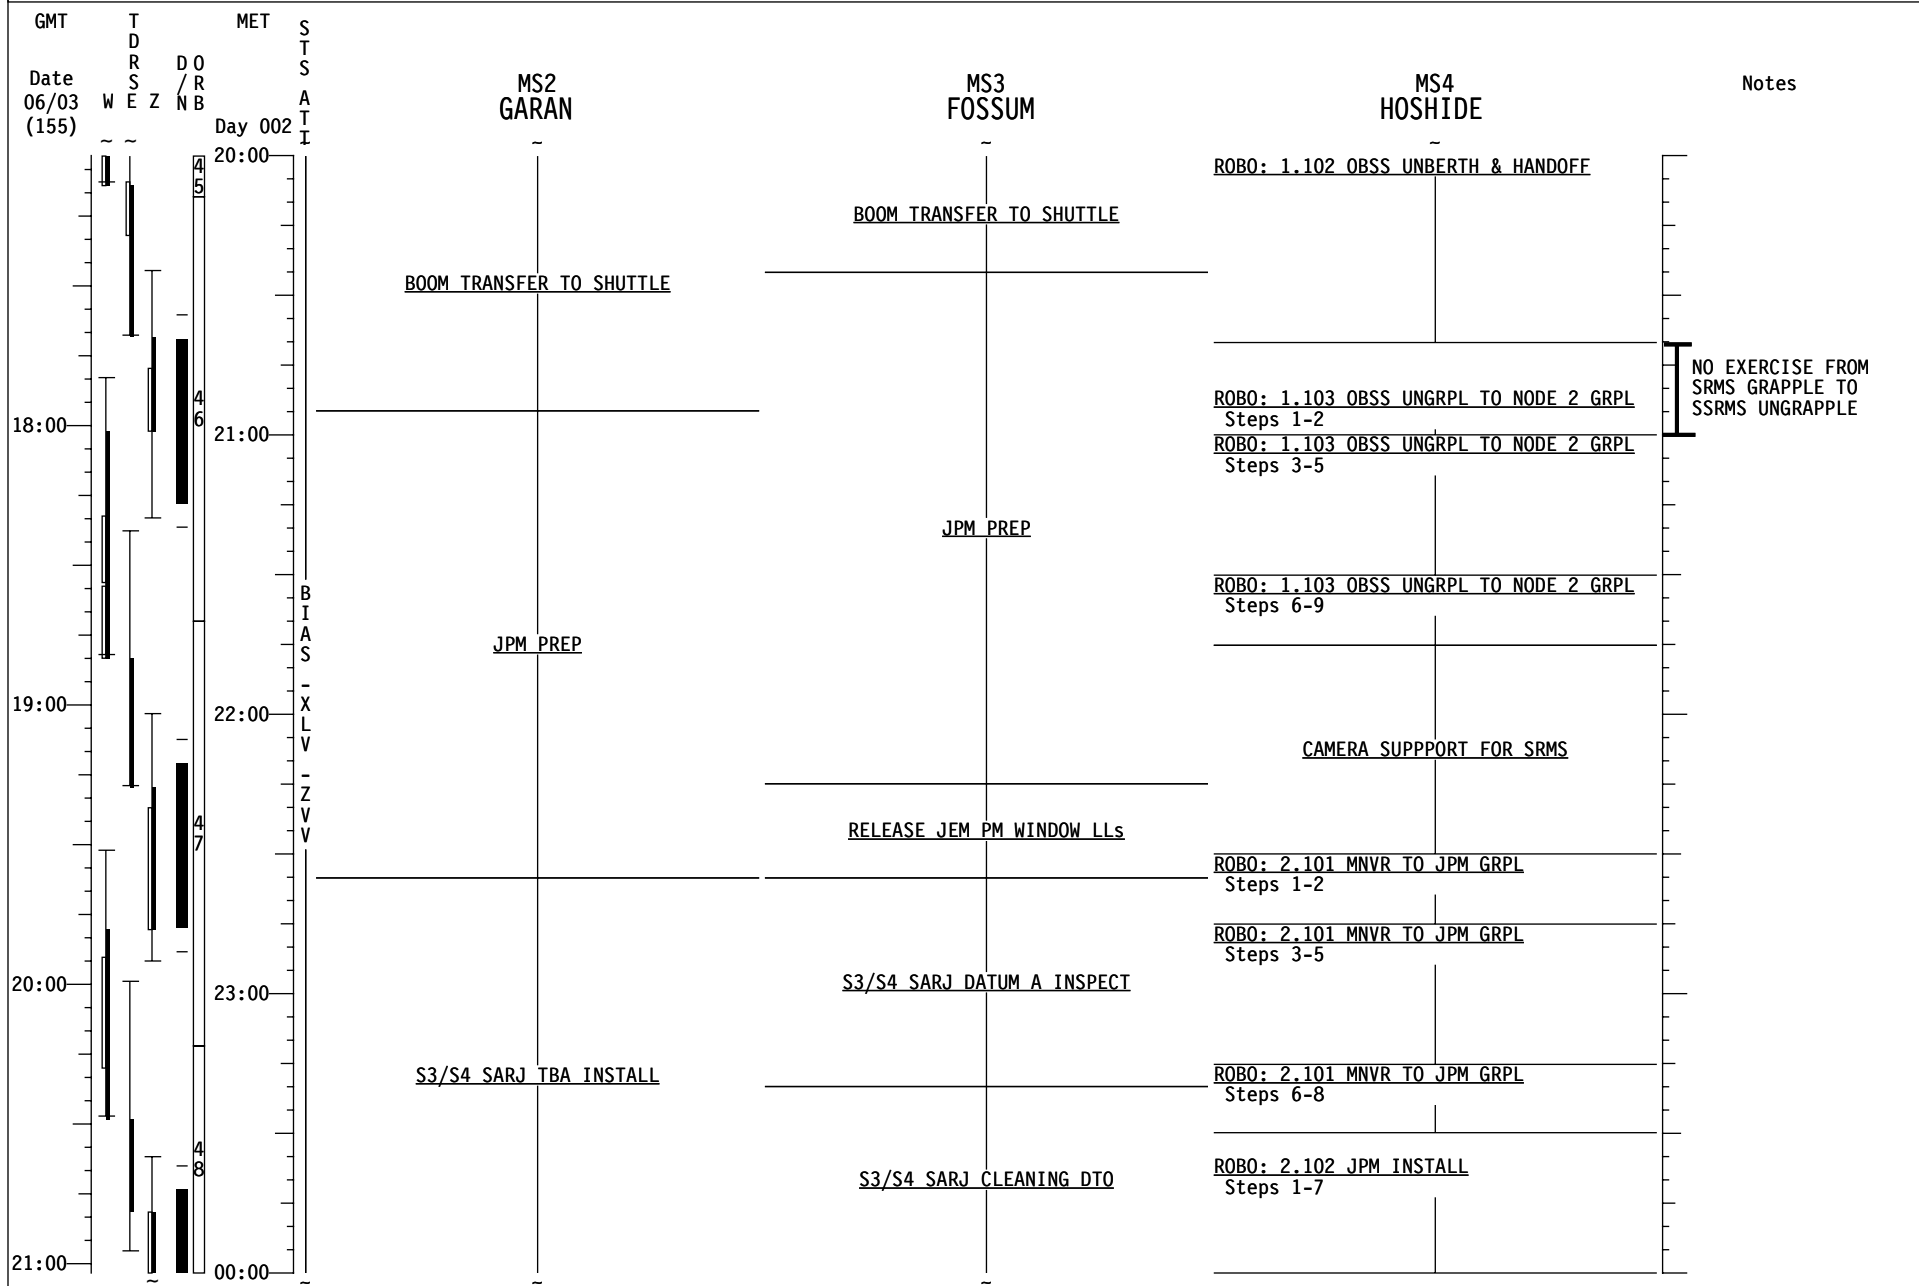 GMT
TDRSE
MET
STS ATT
D/N
ORB
Date
06/03
(155)
W E Z
Day 002
MS2
GARAN
MS3
FOSSUM
MS4
HOSHIDE
Notes
~ ~ ~ ~ ~
20:00
45
ROBO: 1.102 OBSS UNBERTH & HANDOFF
BOOM TRANSFER TO SHUTTLE
BOOM TRANSFER TO SHUTTLE
NO EXERCISE FROM
SRMS GRAPPLE TO
SSRMS UNGRAPPLE
46
ROBO: 1.103 OBSS UNGRPL TO NODE 2 GRPL
Steps 1-2
18:00
21:00
ROBO: 1.103 OBSS UNGRPL TO NODE 2 GRPL
Steps 3-5
JPM PREP
ROBO: 1.103 OBSS UNGRPL TO NODE 2 GRPL
Steps 6-9
BIAS -XLV -ZVV
JPM PREP
19:00
22:00
CAMERA SUPPPORT FOR SRMS
47
RELEASE JEM PM WINDOW LLs
ROBO: 2.101 MNVR TO JPM GRPL
Steps 1-2
ROBO: 2.101 MNVR TO JPM GRPL
Steps 3-5
20:00
23:00
S3/S4 SARJ DATUM A INSPECT
S3/S4 SARJ TBA INSTALL
ROBO: 2.101 MNVR TO JPM GRPL
Steps 6-8
48
ROBO: 2.102 JPM INSTALL
Steps 1-7
S3/S4 SARJ CLEANING DTO
21:00
00:00
~ ~ ~ ~